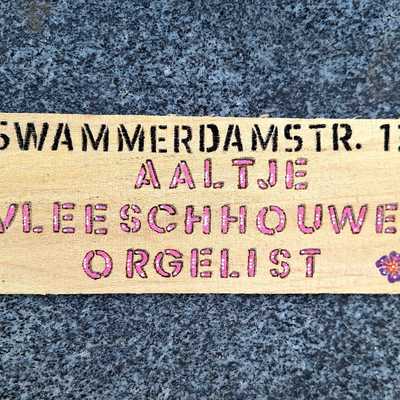 SWAMMERDAMSTR. 1
AALTJE
VLEESCHHOUWE
ORGELIST